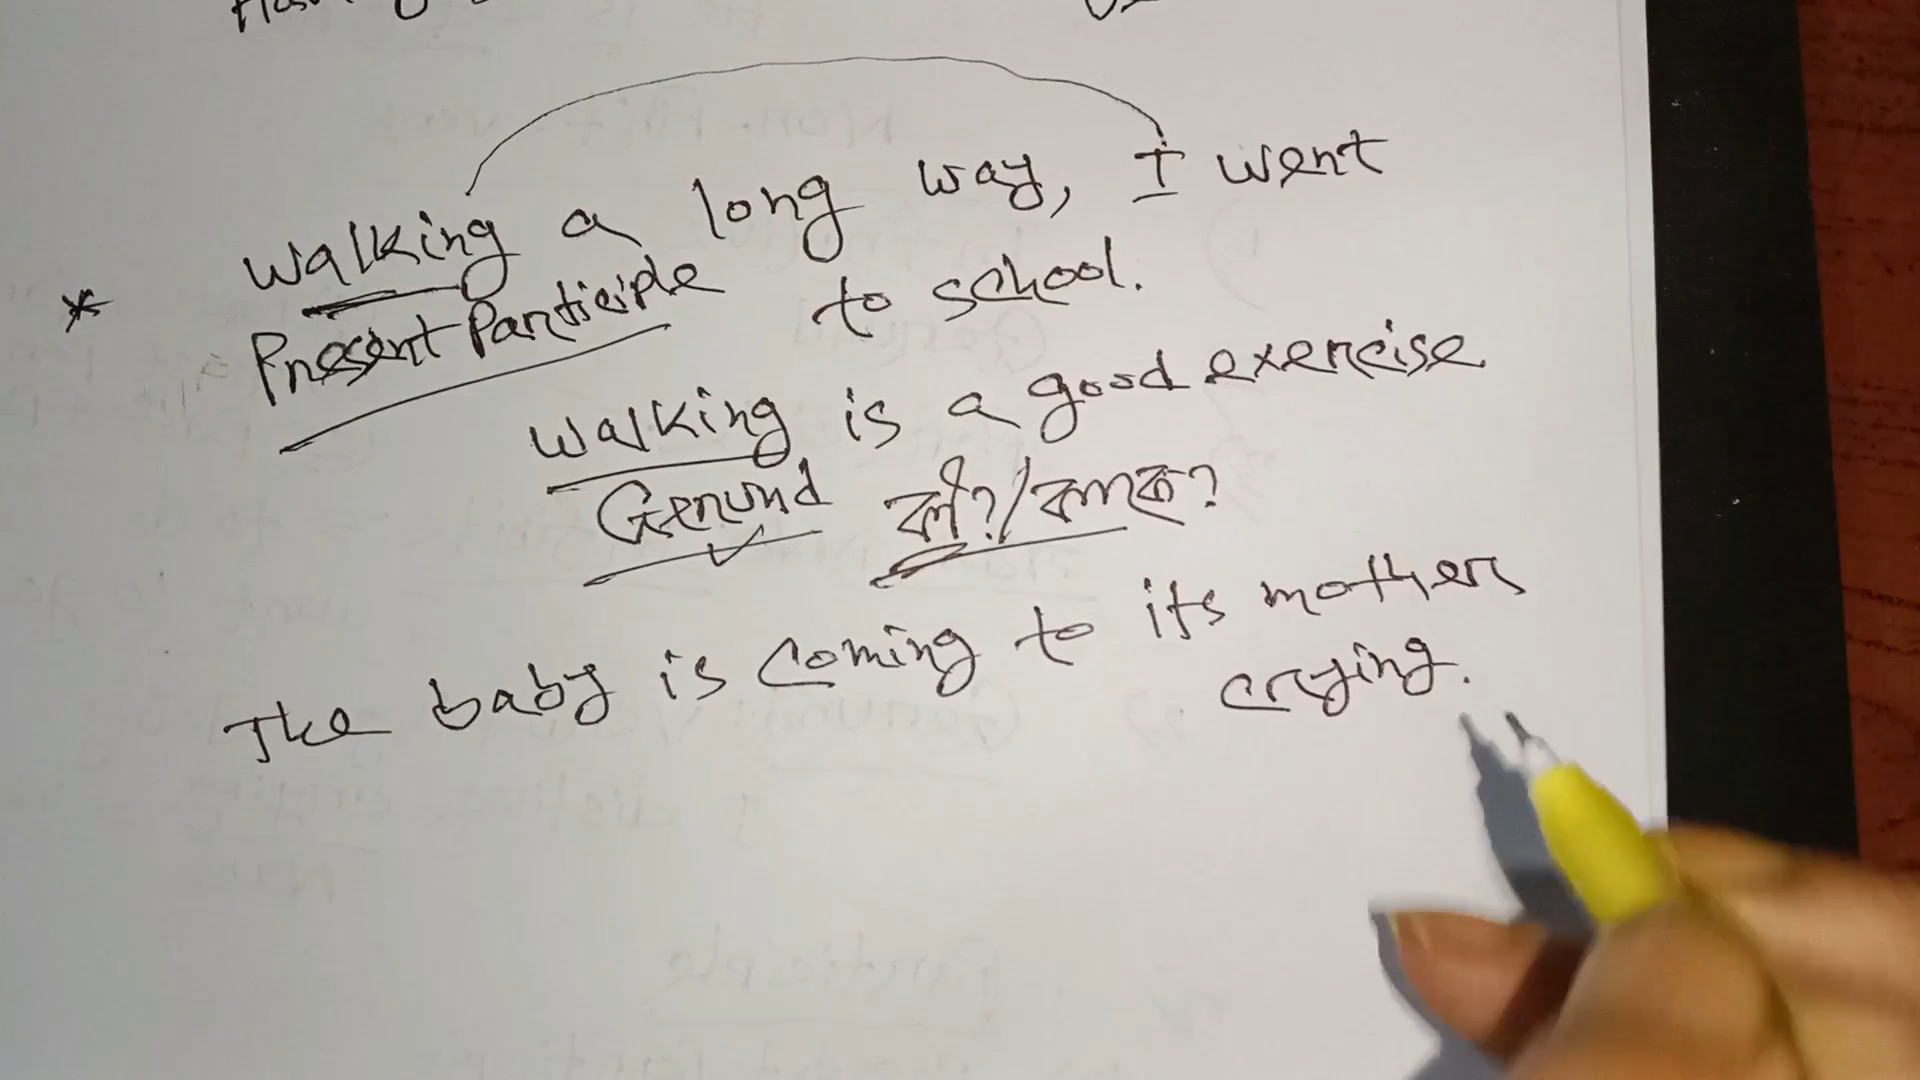 Walking a long way, I went
Present Participle to school.
*
Walking is a good exercise
Gerund কী?/কাকে?
The baby is coming to its mothers
crying.